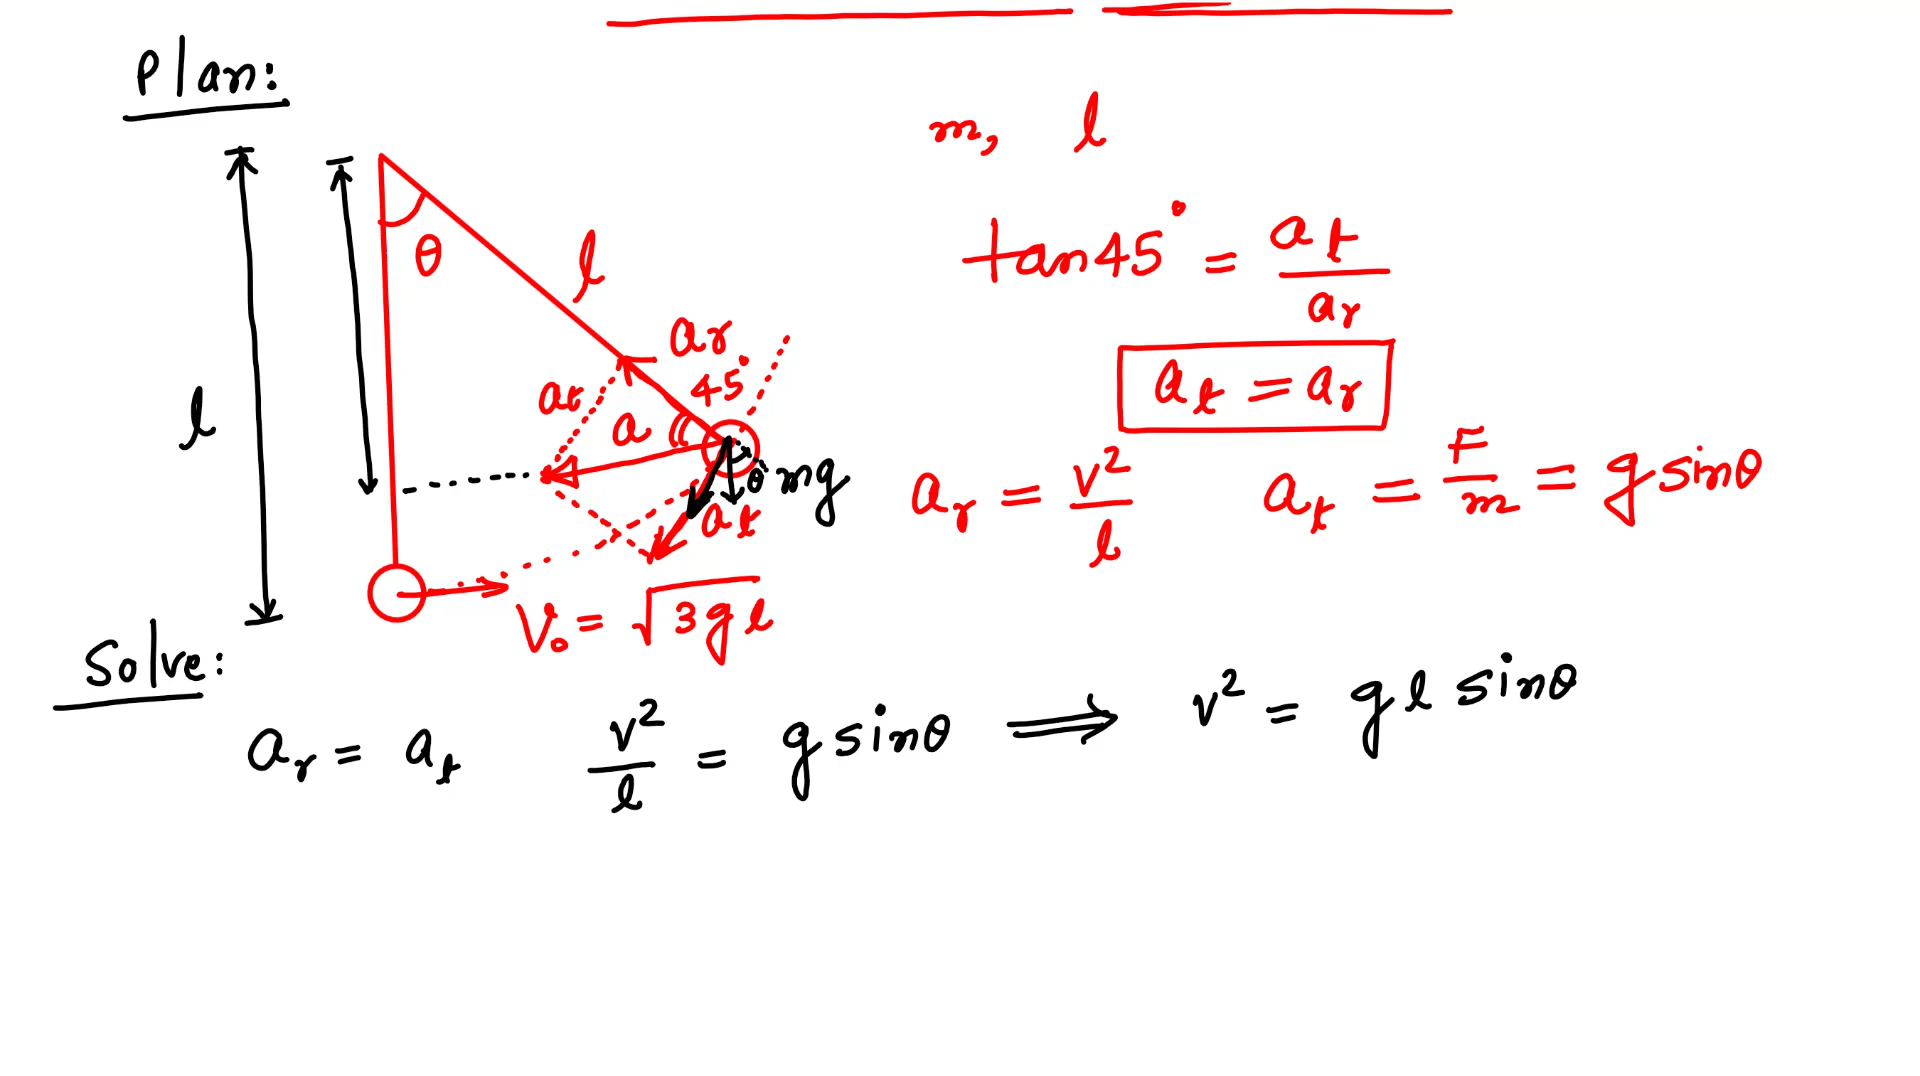 Plan:
m, l
θ
l
tan45° = at/ar
ar
45°
at
a
at = ar
l
θ mg
at
ar = v²/l at = F/m = g sinθ
V₀ = √3gl
Solve:
ar = at v²/l = g sinθ ⟹ v² = gl sinθ